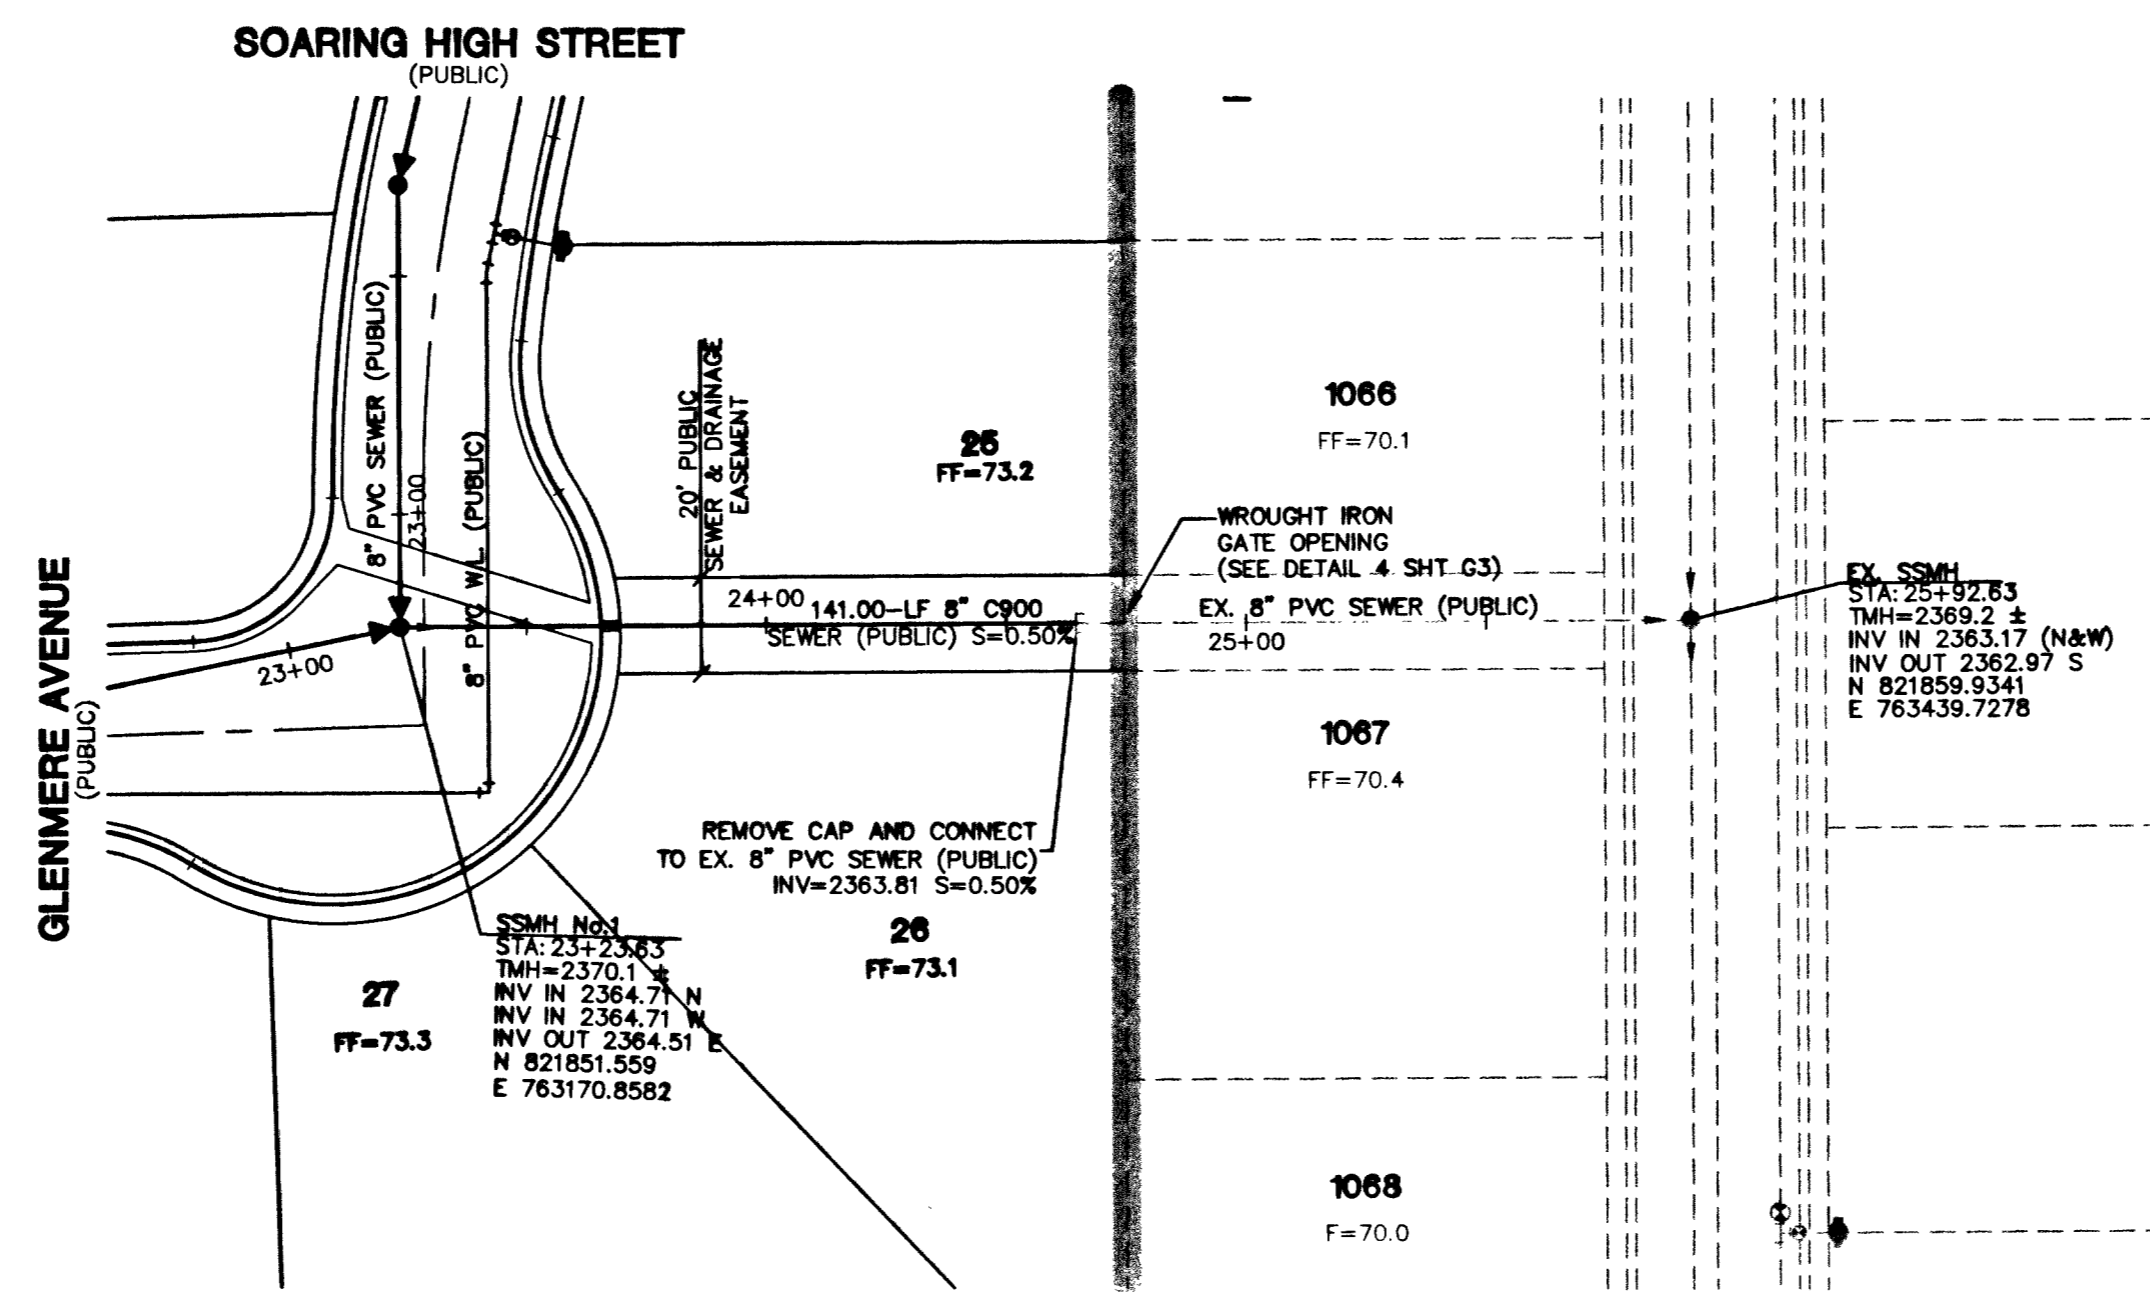 SOARING HIGH STREET
(PUBLIC)
8" PVC SEWER (PUBLIC)
23+00
8" PVC W/L (PUBLIC)
20' PUBLIC
SEWER & DRAINAGE
EASEMENT
25
FF=73.2
1066
FF=70.1
WROUGHT IRON
GATE OPENING
(SEE DETAIL 4 SHT G3)
24+00
141.00-LF 8" C900
SEWER (PUBLIC) S=0.50%
EX. 8" PVC SEWER (PUBLIC)
25+00
EX. SSMH
STA: 25+92.63
TMH=2369.2 ±
INV IN 2363.17 (N&W)
INV OUT 2362.97 S
N 821859.9341
E 763439.7278
GLENMERE AVENUE
(PUBLIC)
23+00
1067
FF=70.4
REMOVE CAP AND CONNECT
TO EX. 8" PVC SEWER (PUBLIC)
INV=2363.81 S=0.50%
26
FF=73.1
SSMH No.1
STA: 23+23.63
TMH=2370.1 ±
INV IN 2364.71 N
INV IN 2364.71 W
INV OUT 2364.51 E
N 821851.559
E 763170.8582
27
FF=73.3
1068
F=70.0